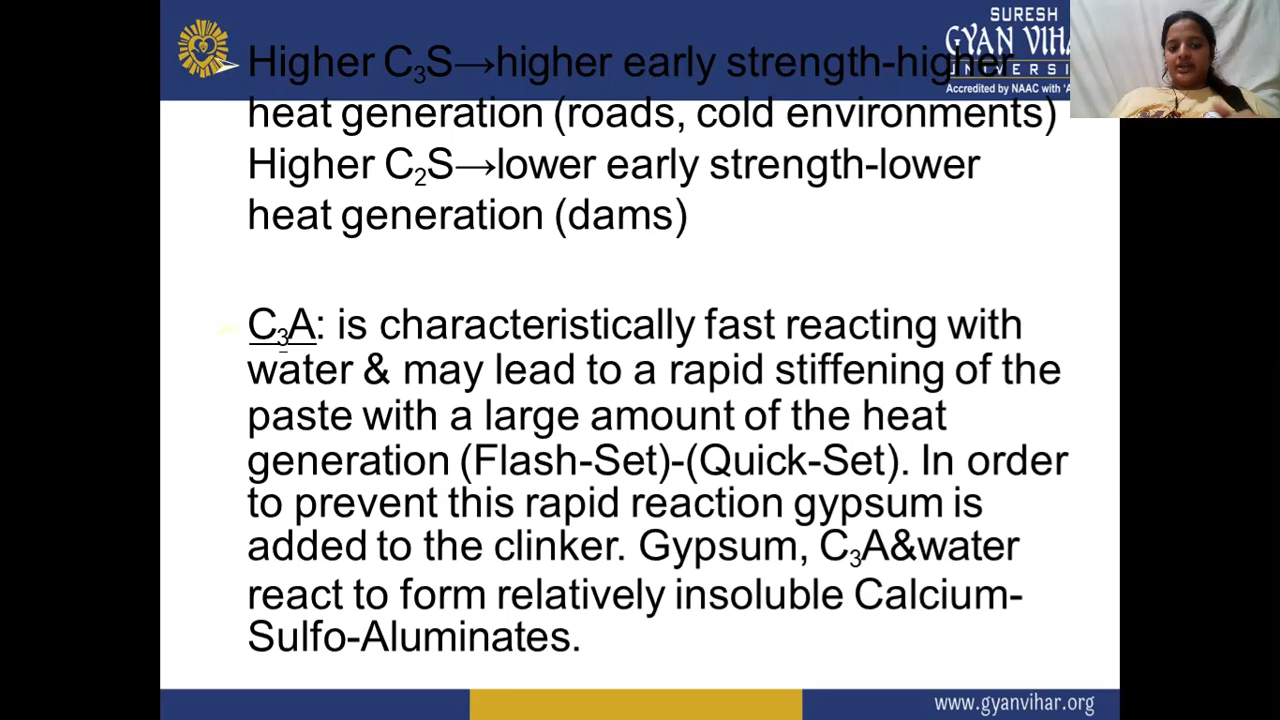 SURESH
GYAN VIHA
UNIVERSI
Accredited by NAAC with 'A
Higher C₃S→higher early strength-higher
heat generation (roads, cold environments)
Higher C₂S→lower early strength-lower
heat generation (dams)
C₃A: is characteristically fast reacting with
water & may lead to a rapid stiffening of the
paste with a large amount of the heat
generation (Flash-Set)-(Quick-Set). In order
to prevent this rapid reaction gypsum is
added to the clinker. Gypsum, C₃A&water
react to form relatively insoluble Calcium-
Sulfo-Aluminates.
www.gyanvihar.org